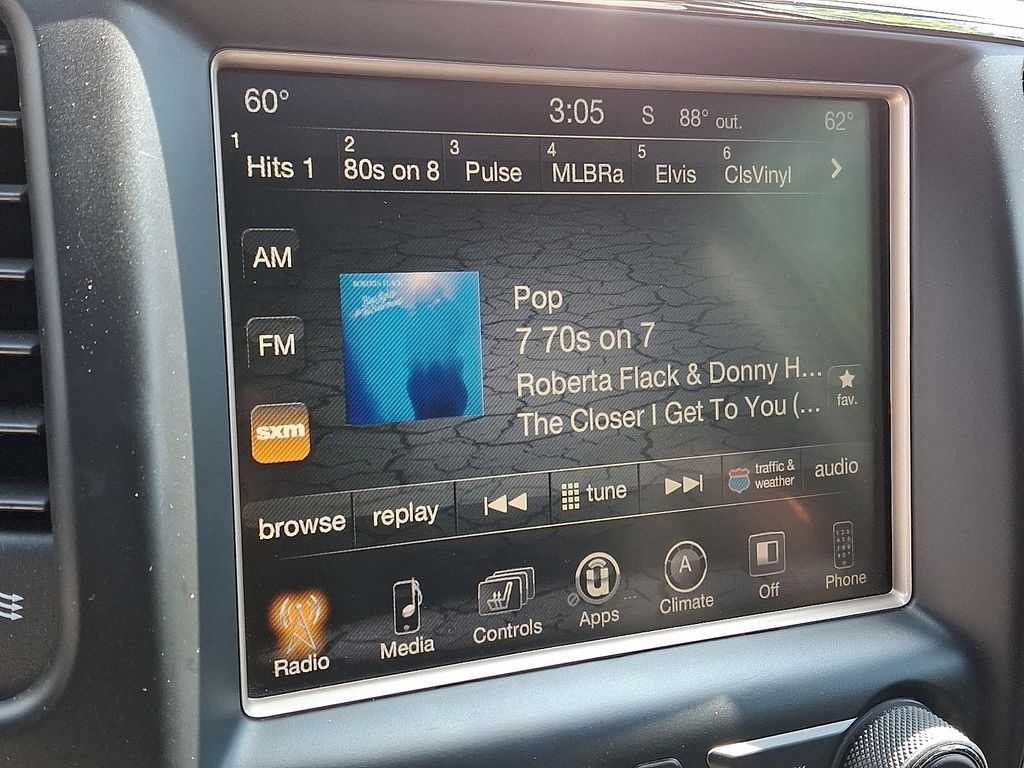 60° 3:05 S 88° out. 62°
1 2 3 4 5 6
Hits 1 80s on 8 Pulse MLBRa Elvis ClsVinyl
AM
ROBERTA FLACK
Pop
7 70s on 7
FM
Roberta Flack & Donny H...
The Closer I Get To You (...
fav.
sxm
browse replay tune traffic & weather audio
Radio Media Controls Apps Climate Off Phone
A